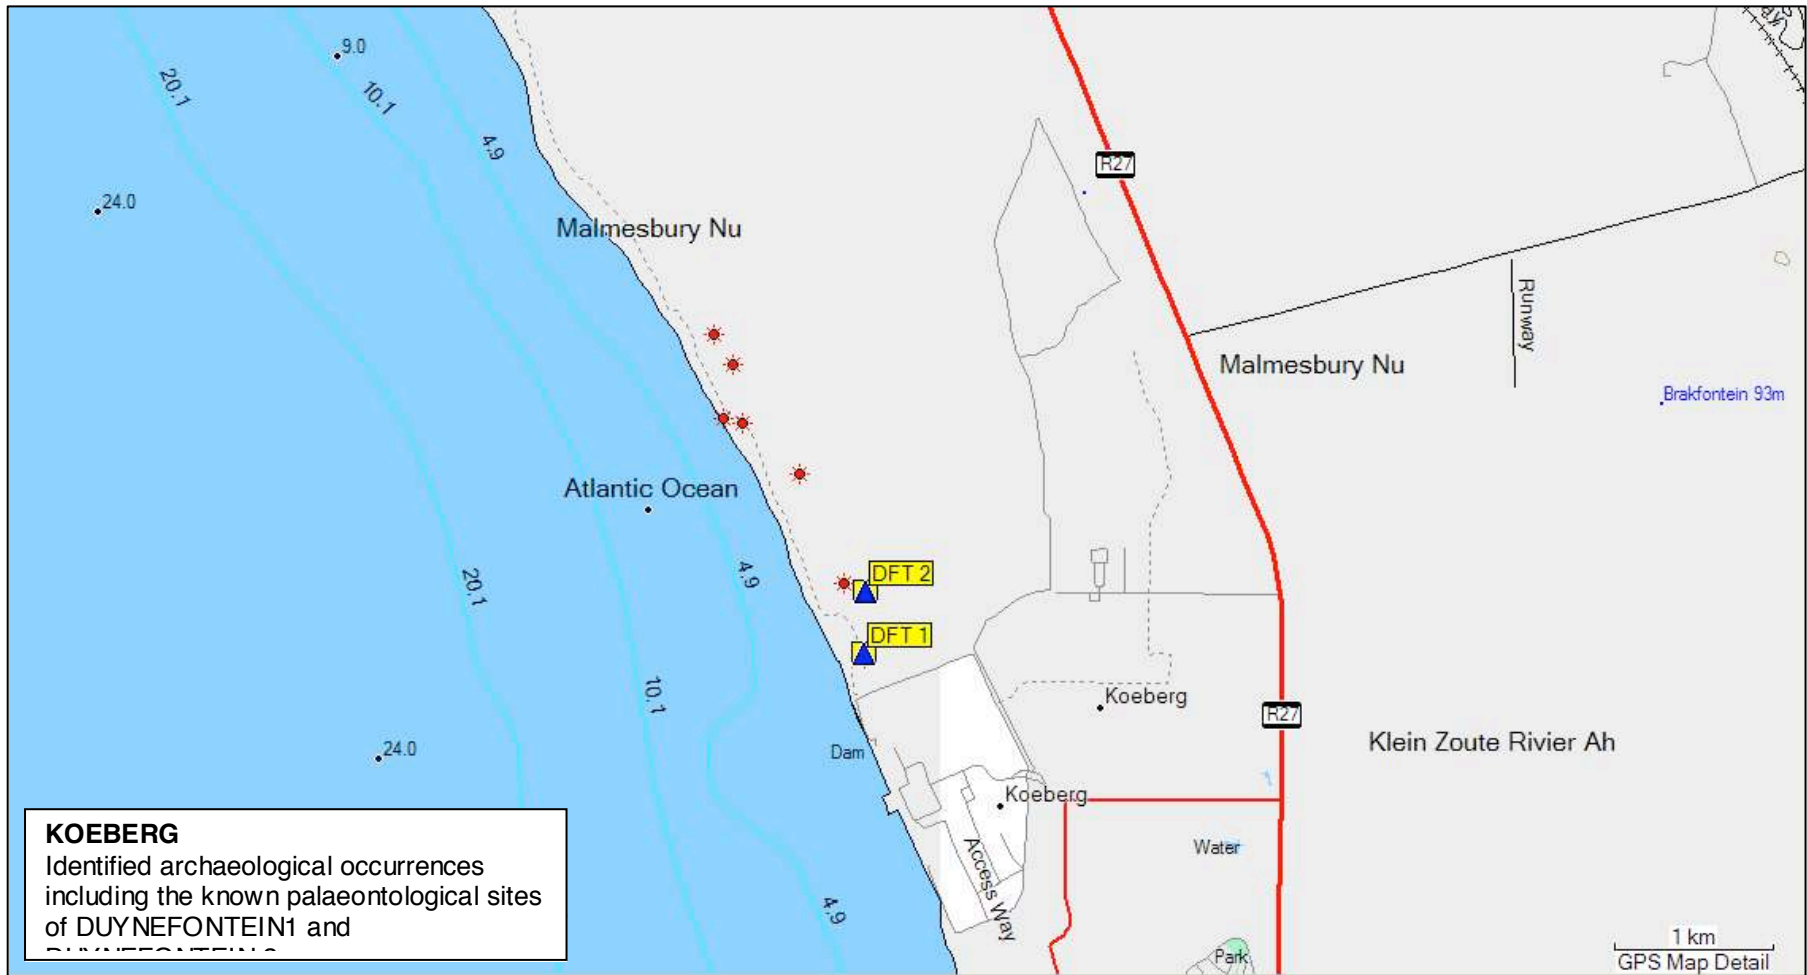 9.0
20.1
10.1
4.9
R27
24.0
Malmesbury Nu
Runway
Malmesbury Nu
Brakfontein 93m
Atlantic Ocean
DFT 2
4.9
20.1
DFT 1
10.1
Koeberg
R27
Klein Zoute Rivier Ah
24.0
Dam
Koeberg
Access Way
Water
4.9
KOEBERG
Identified archaeological occurrences
including the known palaeontological sites
of DUYNEFONTEIN1 and
Park
1 km
GPS Map Detail